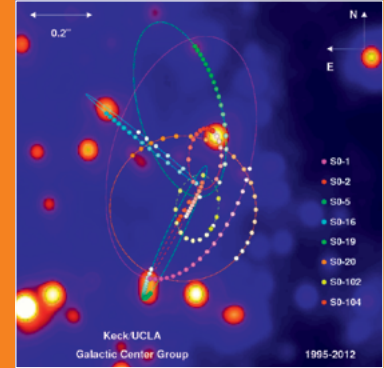 N
0.2"
E
S0-1
S0-2
S0-5
S0-16
S0-19
S0-20
S0-102
S0-104
Keck/UCLA
Galactic Center Group
1995-2012